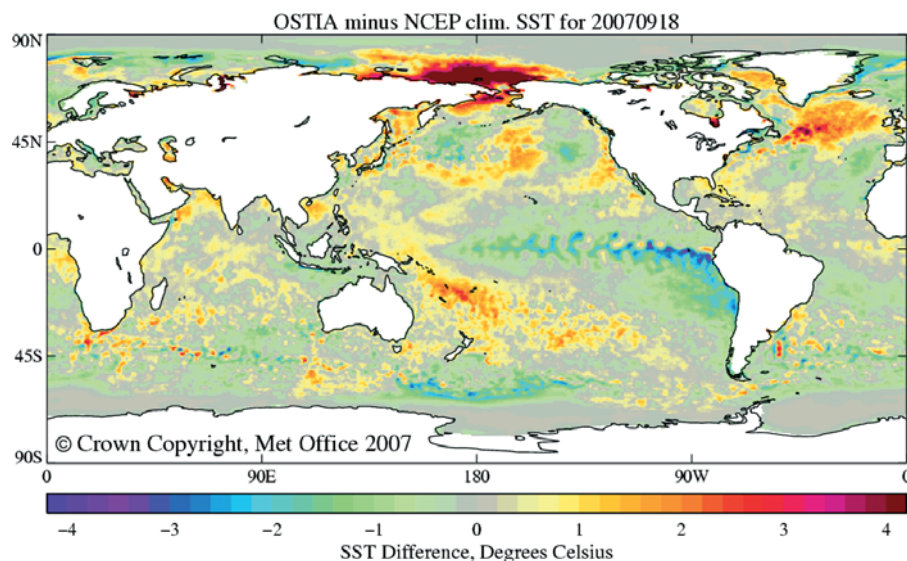 OSTIA minus NCEP clim. SST for 20070918
90N
45N
0
45S
90S
© Crown Copyright, Met Office 2007
0 90E 180 90W 0
−4 −3 −2 −1 0 1 2 3 4
SST Difference, Degrees Celsius